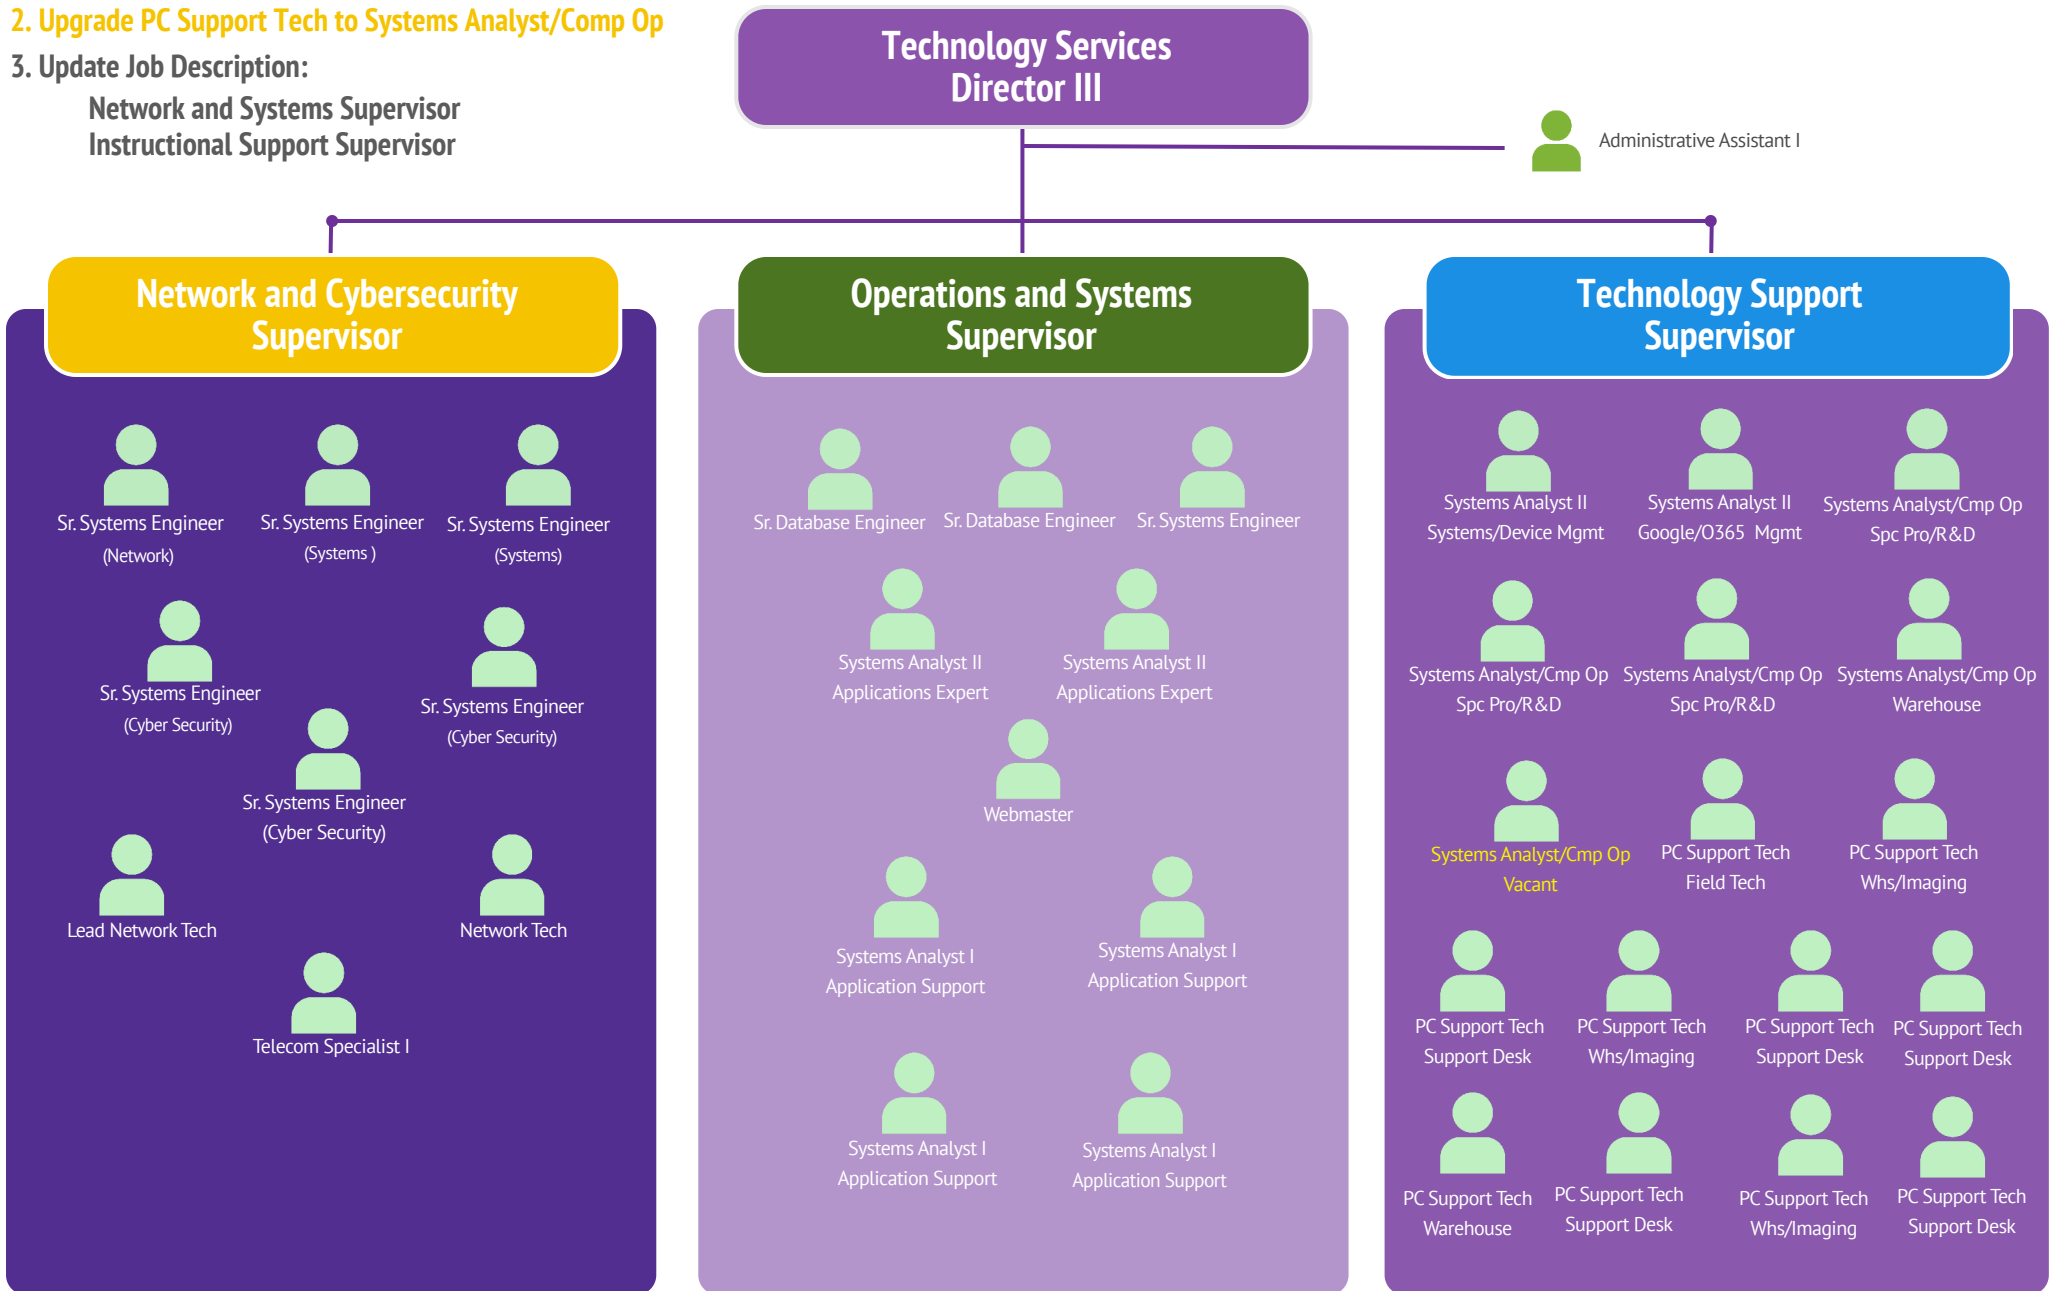 2. Upgrade PC Support Tech to Systems Analyst/Comp Op
3. Update Job Description:
Network and Systems Supervisor
Instructional Support Supervisor
Technology Services
Director III
Administrative Assistant I
Network and Cybersecurity
Supervisor
Sr. Systems Engineer
(Network)
Sr. Systems Engineer
(Systems )
Sr. Systems Engineer
(Systems)
Sr. Systems Engineer
(Cyber Security)
Sr. Systems Engineer
(Cyber Security)
Sr. Systems Engineer
(Cyber Security)
Lead Network Tech
Network Tech
Telecom Specialist I
Operations and Systems
Supervisor
Sr. Database Engineer
Sr. Database Engineer
Sr. Systems Engineer
Systems Analyst II
Applications Expert
Systems Analyst II
Applications Expert
Webmaster
Systems Analyst I
Application Support
Systems Analyst I
Application Support
Systems Analyst I
Application Support
Systems Analyst I
Application Support
Technology Support
Supervisor
Systems Analyst II
Systems/Device Mgmt
Systems Analyst II
Google/O365 Mgmt
Systems Analyst/Cmp Op
Spc Pro/R&D
Systems Analyst/Cmp Op
Spc Pro/R&D
Systems Analyst/Cmp Op
Spc Pro/R&D
Systems Analyst/Cmp Op
Warehouse
Systems Analyst/Cmp Op
Vacant
PC Support Tech
Field Tech
PC Support Tech
Whs/Imaging
PC Support Tech
Support Desk
PC Support Tech
Whs/Imaging
PC Support Tech
Support Desk
PC Support Tech
Support Desk
PC Support Tech
Warehouse
PC Support Tech
Support Desk
PC Support Tech
Whs/Imaging
PC Support Tech
Support Desk